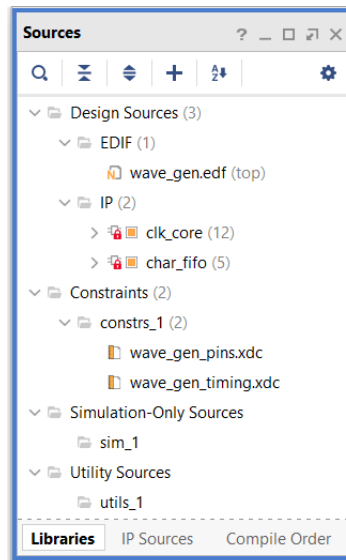 Sources
Design Sources (3)
EDIF (1)
wave_gen.edf (top)
IP (2)
clk_core (12)
char_fifo (5)
Constraints (2)
constrs_1 (2)
wave_gen_pins.xdc
wave_gen_timing.xdc
Simulation-Only Sources
sim_1
Utility Sources
utils_1
Libraries IP Sources Compile Order